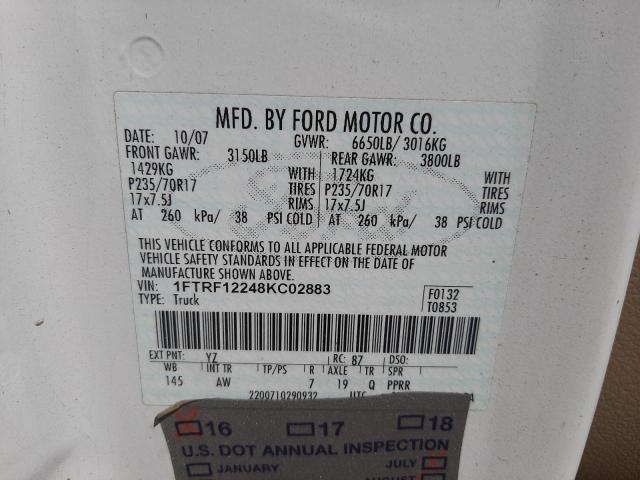 MFD. BY FORD MOTOR CO.
DATE: 10/07 GVWR: 6650LB/ 3016KG
FRONT GAWR: 3150LB REAR GAWR: 3800LB
1429KG WITH 1724KG WITH
P235/70R17 TIRES P235/70R17 TIRES
17x7.5J RIMS 17x7.5J RIMS
AT 260 kPa/ 38 PSI COLD AT 260 kPa/ 38 PSI COLD
THIS VEHICLE CONFORMS TO ALL APPLICABLE FEDERAL MOTOR
VEHICLE SAFETY STANDARDS IN EFFECT ON THE DATE OF
MANUFACTURE SHOWN ABOVE.
VIN: 1FTRF12248KC02883 F0132
TYPE: Truck T0853
EXT PNT: YZ RC: 87 DSO:
WB INT TR TP/PS R AXLE TR SPR
145 AW 7 19 Q PPRR
2200710290932 UTC
16 17 18
U.S. DOT ANNUAL INSPECTION
JANUARY JULY
AUGUST